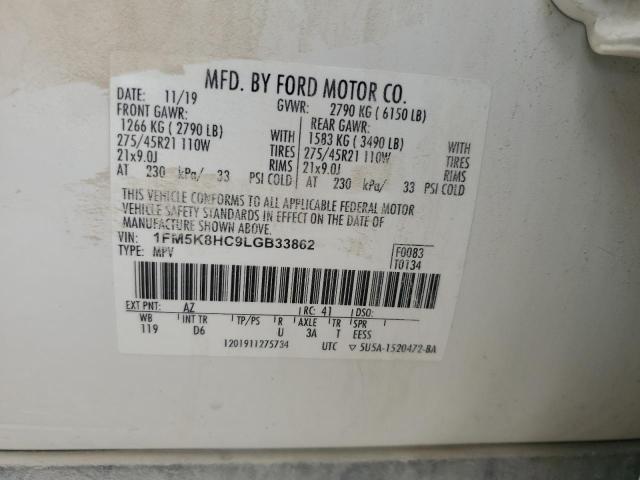 MFD. BY FORD MOTOR CO.
DATE: 11/19 GVWR: 2790 KG ( 6150 LB)
FRONT GAWR: REAR GAWR:
1266 KG ( 2790 LB) WITH 1583 KG ( 3490 LB) WITH
275/45R21 110W TIRES 275/45R21 110W TIRES
21x9.0J RIMS 21x9.0J RIMS
AT 230 kPa/ 33 PSI COLD AT 230 kPa/ 33 PSI COLD
THIS VEHICLE CONFORMS TO ALL APPLICABLE FEDERAL MOTOR
VEHICLE SAFETY STANDARDS IN EFFECT ON THE DATE OF
MANUFACTURE SHOWN ABOVE.
VIN: 1FM5K8HC9LGB33862 F0083
TYPE: MPV T0134
EXT PNT: AZ RC: 41 DSO:
WB INT TR TP/PS R AXLE TR SPR
119 D6 U 3A T EESS
1201911275734 UTC ▽ 5U5A-1520472-BA